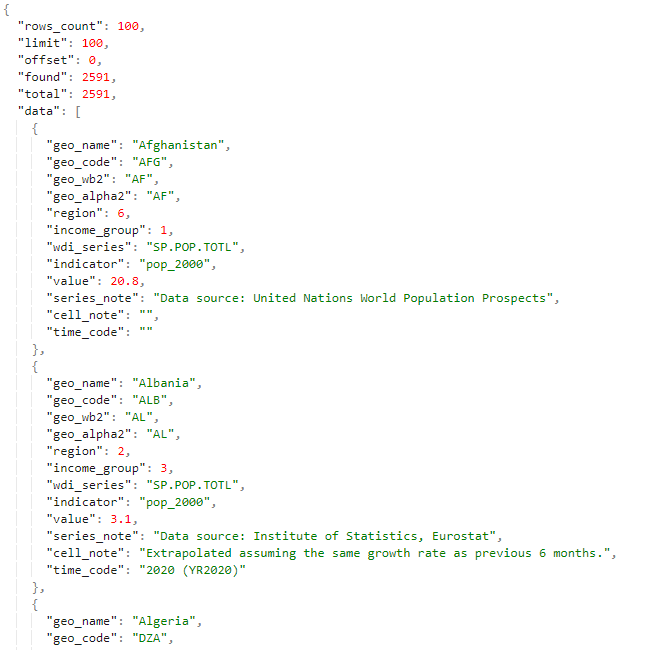 {
"rows_count": 100,
"limit": 100,
"offset": 0,
"found": 2591,
"total": 2591,
"data": [
{
"geo_name": "Afghanistan",
"geo_code": "AFG",
"geo_wb2": "AF",
"geo_alpha2": "AF",
"region": 6,
"income_group": 1,
"wdi_series": "SP.POP.TOTL",
"indicator": "pop_2000",
"value": 20.8,
"series_note": "Data source: United Nations World Population Prospects",
"cell_note": "",
"time_code": ""
},
{
"geo_name": "Albania",
"geo_code": "ALB",
"geo_wb2": "AL",
"geo_alpha2": "AL",
"region": 2,
"income_group": 3,
"wdi_series": "SP.POP.TOTL",
"indicator": "pop_2000",
"value": 3.1,
"series_note": "Data source: Institute of Statistics, Eurostat",
"cell_note": "Extrapolated assuming the same growth rate as previous 6 months.",
"time_code": "2020 (YR2020)"
},
{
"geo_name": "Algeria",
"geo_code": "DZA",